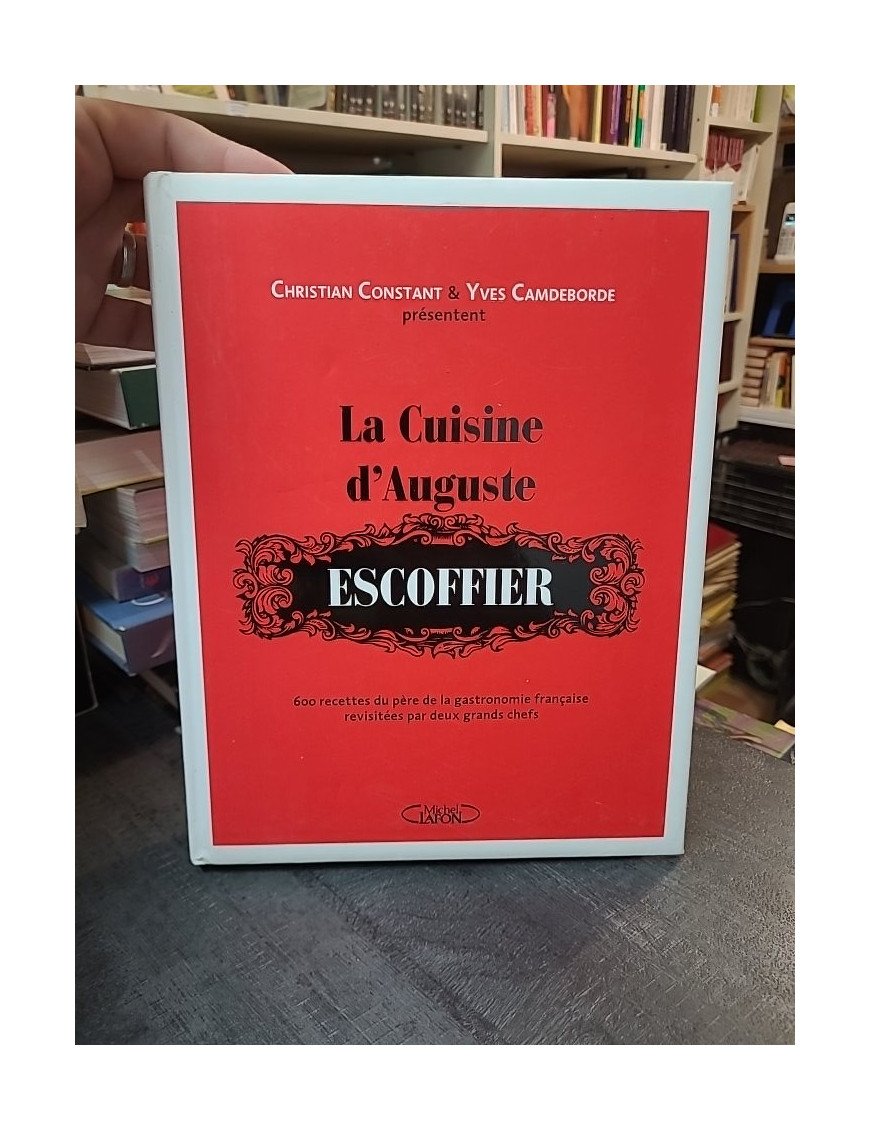 CHRISTIAN CONSTANT & YVES CAMDEBORDE
présentent
La Cuisine
d'Auguste
ESCOFFIER
600 recettes du père de la gastronomie française
revisitées par deux grands chefs
Michel
LAFON